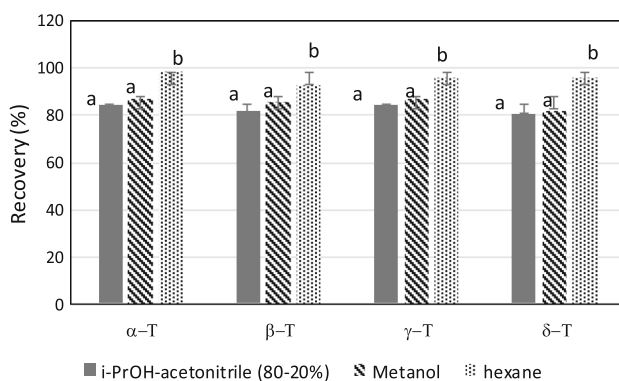 120
100
80
60
40
20
0
Recovery (%)
a a b
a a b
a a b
a a b
α–T β–T γ–T δ–T
i-PrOH-acetonitrile (80-20%) Metanol hexane